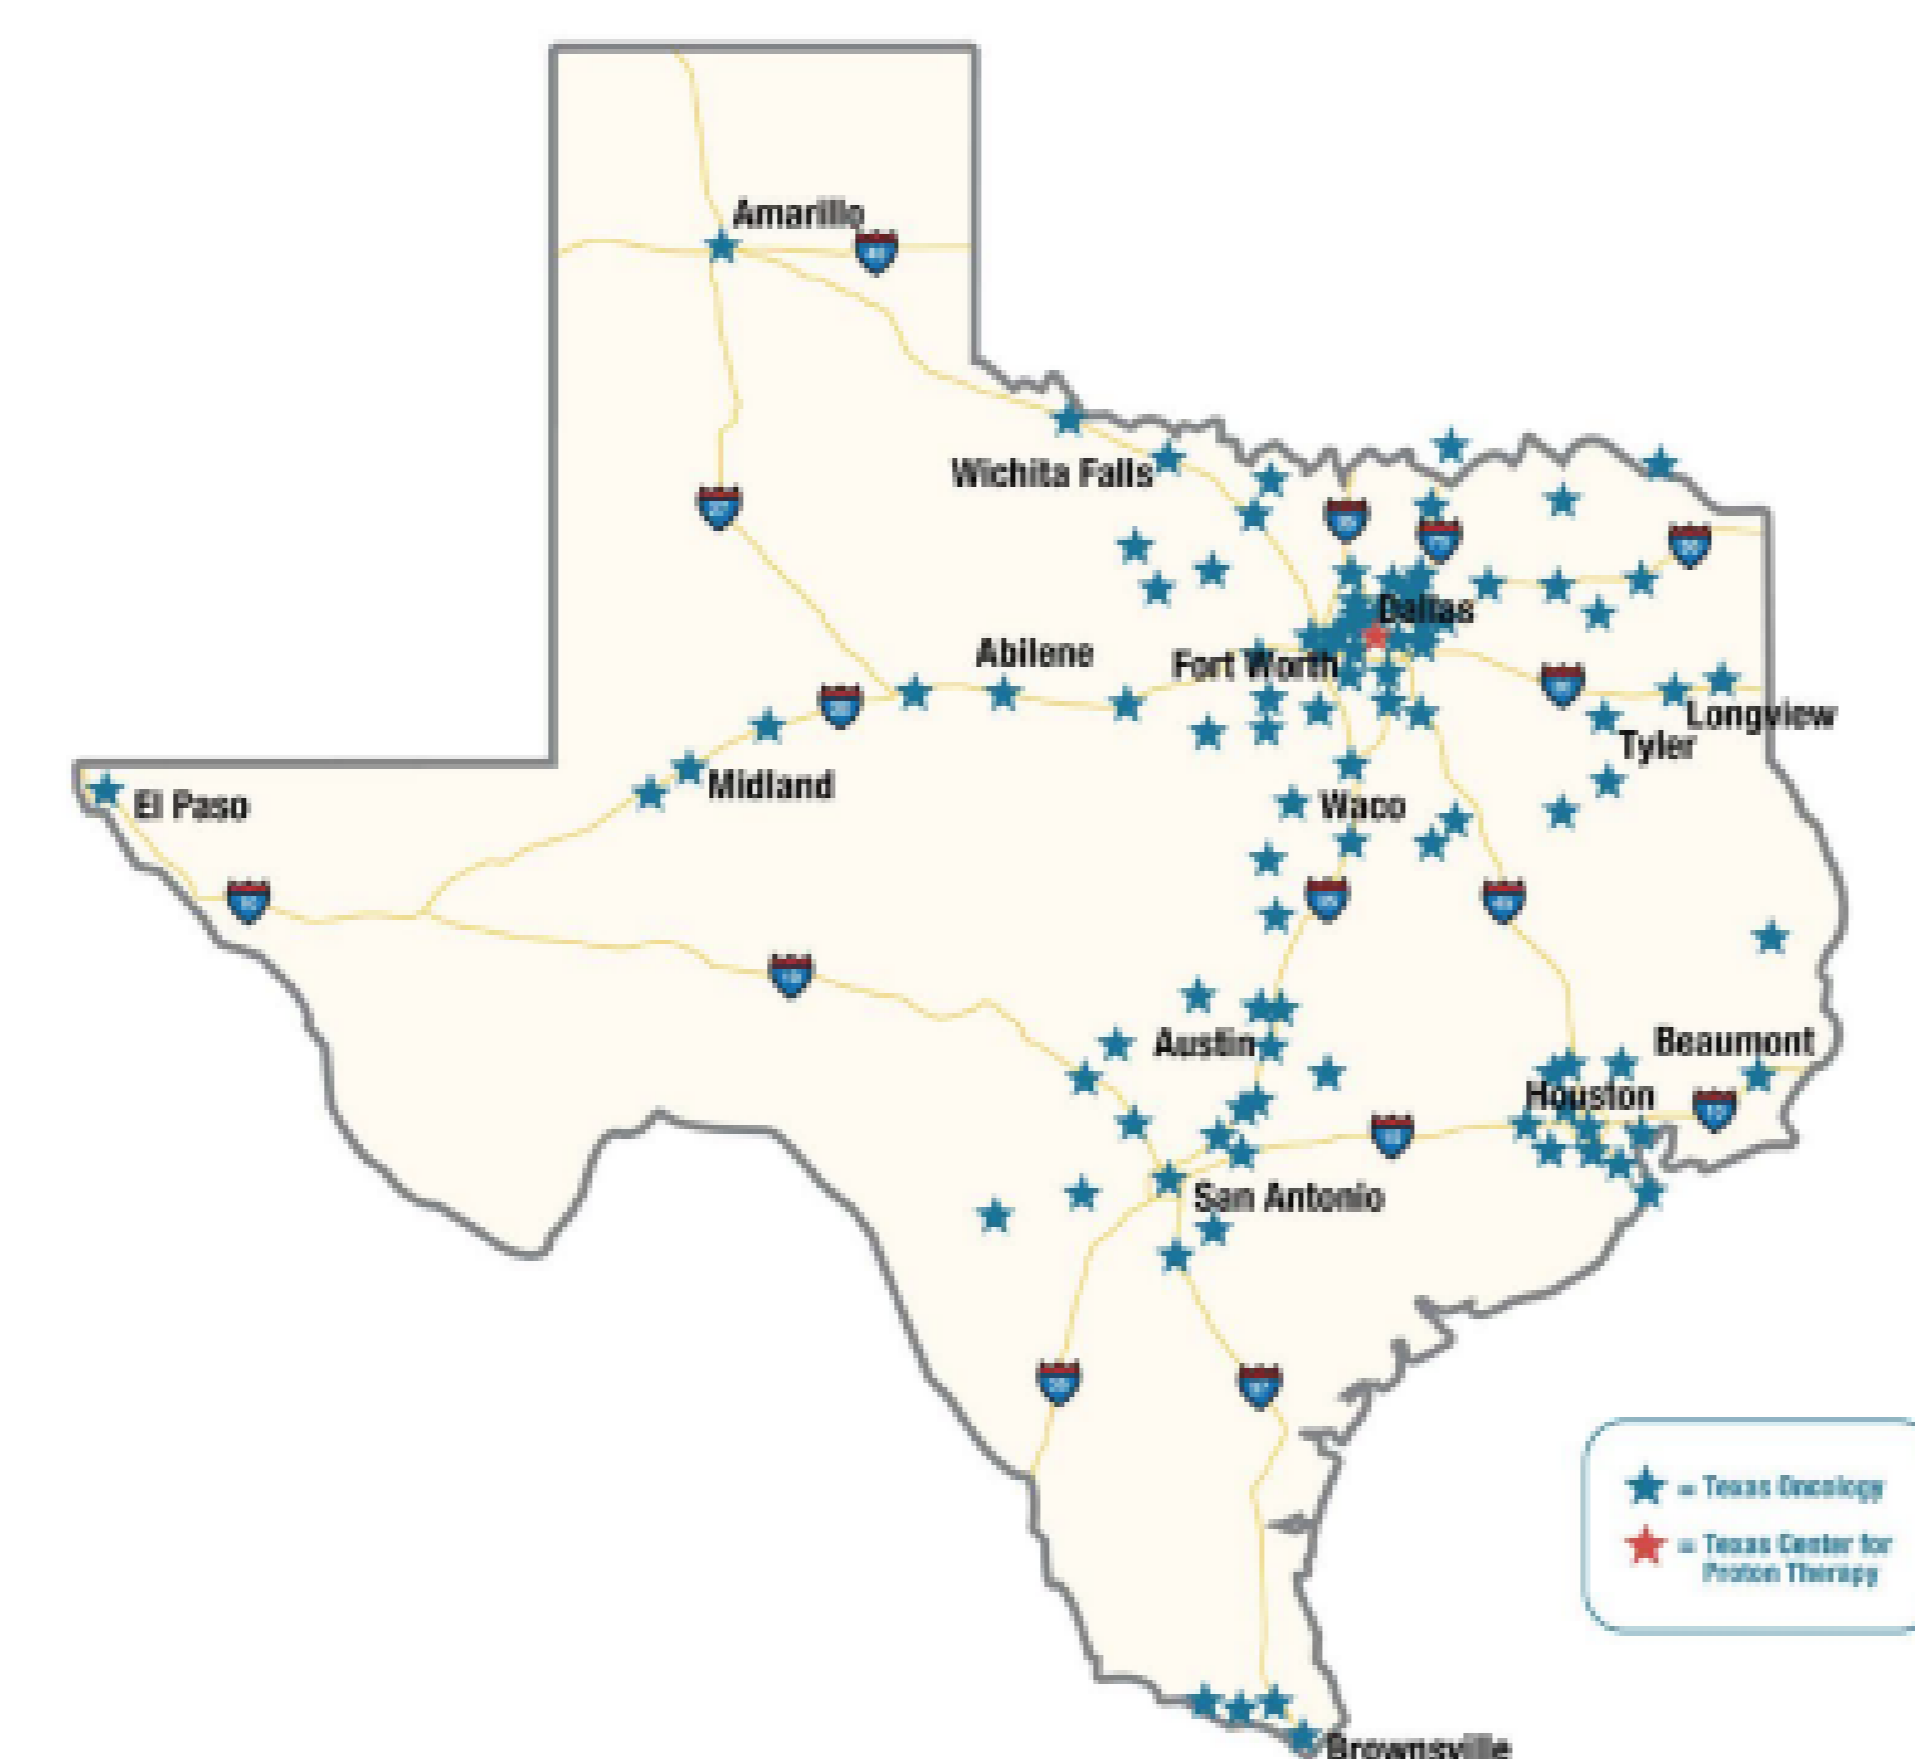 Amarillo
Wichita Falls
Dallas
Abilene
Fort Worth
Longview
Tyler
Midland
El Paso
Waco
Austin
Beaumont
Houston
San Antonio
= Texas Oncology
= Texas Center for
Proton Therapy
Brownsville